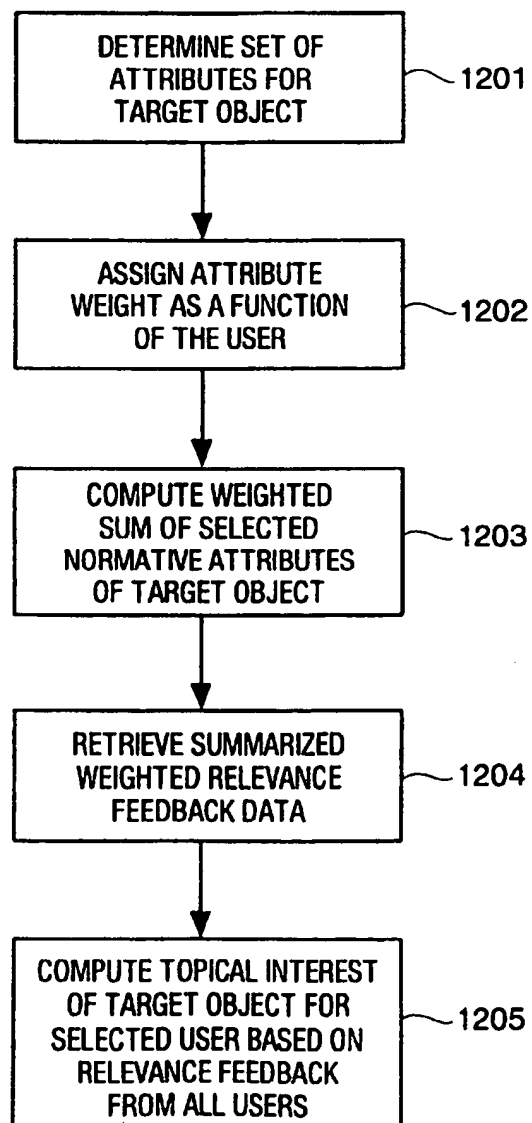 DETERMINE SET OF
ATTRIBUTES FOR
TARGET OBJECT
1201
ASSIGN ATTRIBUTE
WEIGHT AS A FUNCTION
OF THE USER
1202
COMPUTE WEIGHTED
SUM OF SELECTED
NORMATIVE ATTRIBUTES
OF TARGET OBJECT
1203
RETRIEVE SUMMARIZED
WEIGHTED RELEVANCE
FEEDBACK DATA
1204
COMPUTE TOPICAL INTEREST
OF TARGET OBJECT FOR
SELECTED USER BASED ON
RELEVANCE FEEDBACK
FROM ALL USERS
1205